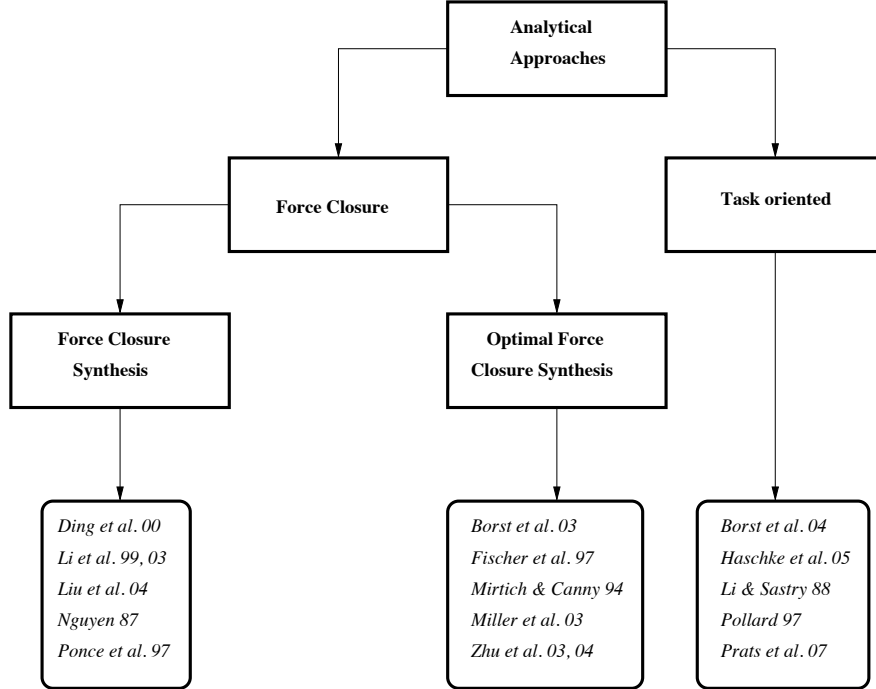 Analytical
Approaches
Force Closure
Task oriented
Force Closure
Synthesis
Optimal Force
Closure Synthesis
Ding et al. 00
Li et al. 99, 03
Liu et al. 04
Nguyen 87
Ponce et al. 97
Borst et al. 03
Fischer et al. 97
Mirtich & Canny 94
Miller et al. 03
Zhu et al. 03, 04
Borst et al. 04
Haschke et al. 05
Li & Sastry 88
Pollard 97
Prats et al. 07